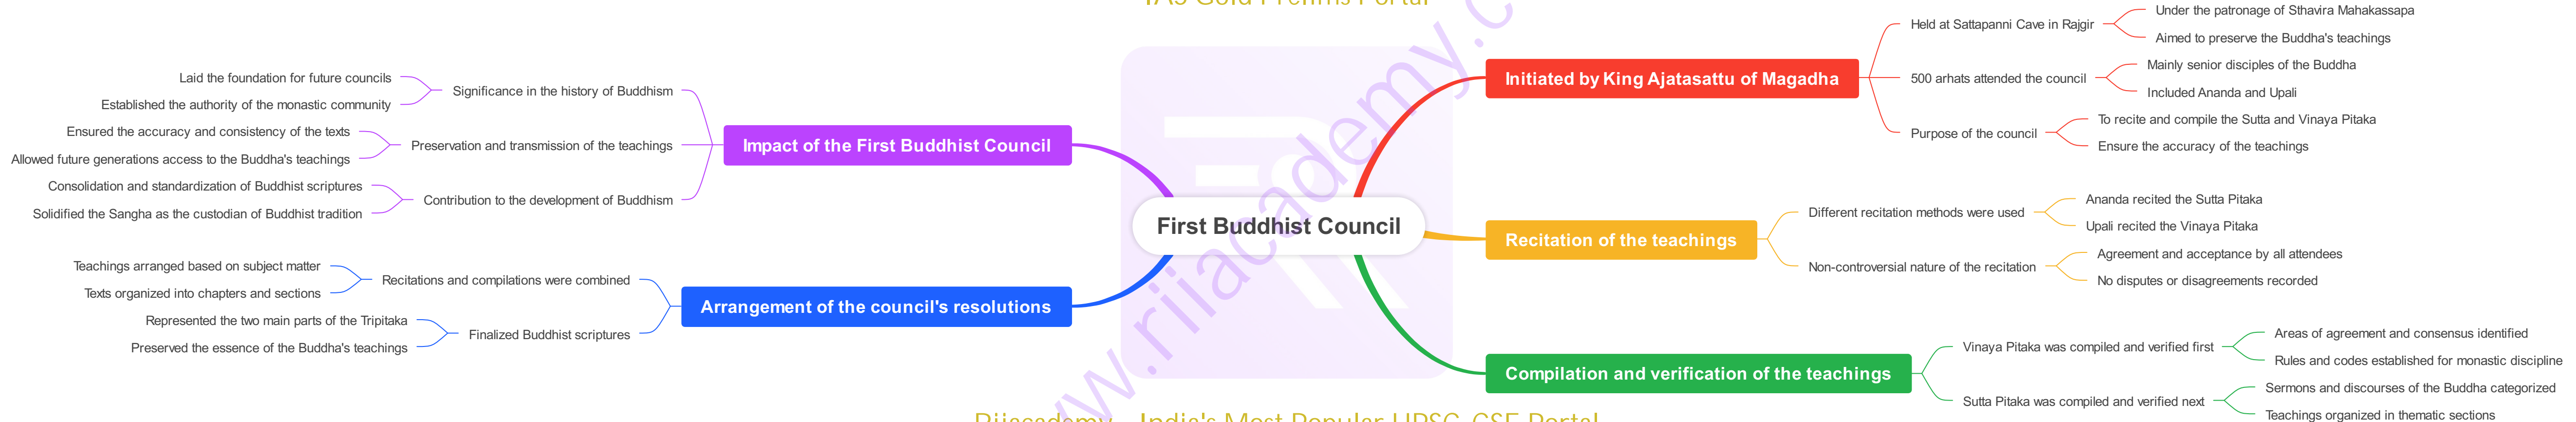 IAS Gold Prelims Portal
First Buddhist Council
Initiated by King Ajatasattu of Magadha
Held at Sattapanni Cave in Rajgir
Under the patronage of Sthavira Mahakassapa
Aimed to preserve the Buddha's teachings
500 arhats attended the council
Mainly senior disciples of the Buddha
Included Ananda and Upali
Purpose of the council
To recite and compile the Sutta and Vinaya Pitaka
Ensure the accuracy of the teachings
Recitation of the teachings
Different recitation methods were used
Ananda recited the Sutta Pitaka
Upali recited the Vinaya Pitaka
Non-controversial nature of the recitation
Agreement and acceptance by all attendees
No disputes or disagreements recorded
Compilation and verification of the teachings
Vinaya Pitaka was compiled and verified first
Areas of agreement and consensus identified
Rules and codes established for monastic discipline
Sutta Pitaka was compiled and verified next
Sermons and discourses of the Buddha categorized
Teachings organized in thematic sections
Impact of the First Buddhist Council
Significance in the history of Buddhism
Laid the foundation for future councils
Established the authority of the monastic community
Preservation and transmission of the teachings
Ensured the accuracy and consistency of the texts
Allowed future generations access to the Buddha's teachings
Contribution to the development of Buddhism
Consolidation and standardization of Buddhist scriptures
Solidified the Sangha as the custodian of Buddhist tradition
Arrangement of the council's resolutions
Recitations and compilations were combined
Teachings arranged based on subject matter
Texts organized into chapters and sections
Finalized Buddhist scriptures
Represented the two main parts of the Tripitaka
Preserved the essence of the Buddha's teachings
India's Most Popular UPSC-CSE Portal